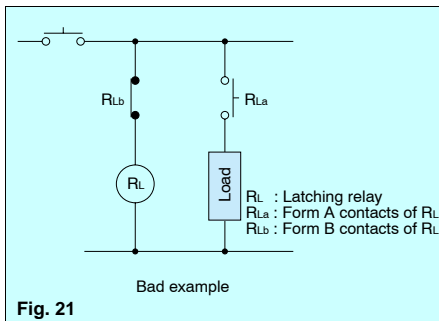 RLb
RLa
RL
Load
RL : Latching relay
RLa : Form A contacts of RL
RLb : Form B contacts of RL
Bad example
Fig. 21